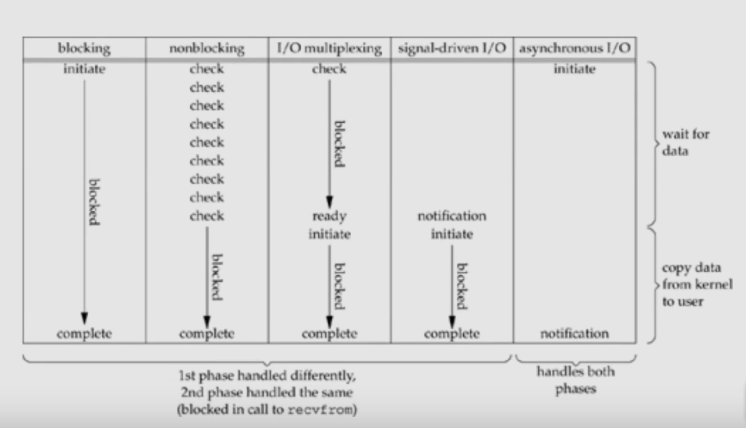 blocking nonblocking I/O multiplexing signal-driven I/O asynchronous I/O
initiate check check initiate
check
check
check
check
check
check
check
check ready notification
initiate initiate
blocked
blocked
blocked
blocked
blocked
complete complete complete complete notification
wait for
data
copy data
from kernel
to user
1st phase handled differently,
2nd phase handled the same
(blocked in call to recvfrom)
handles both
phases